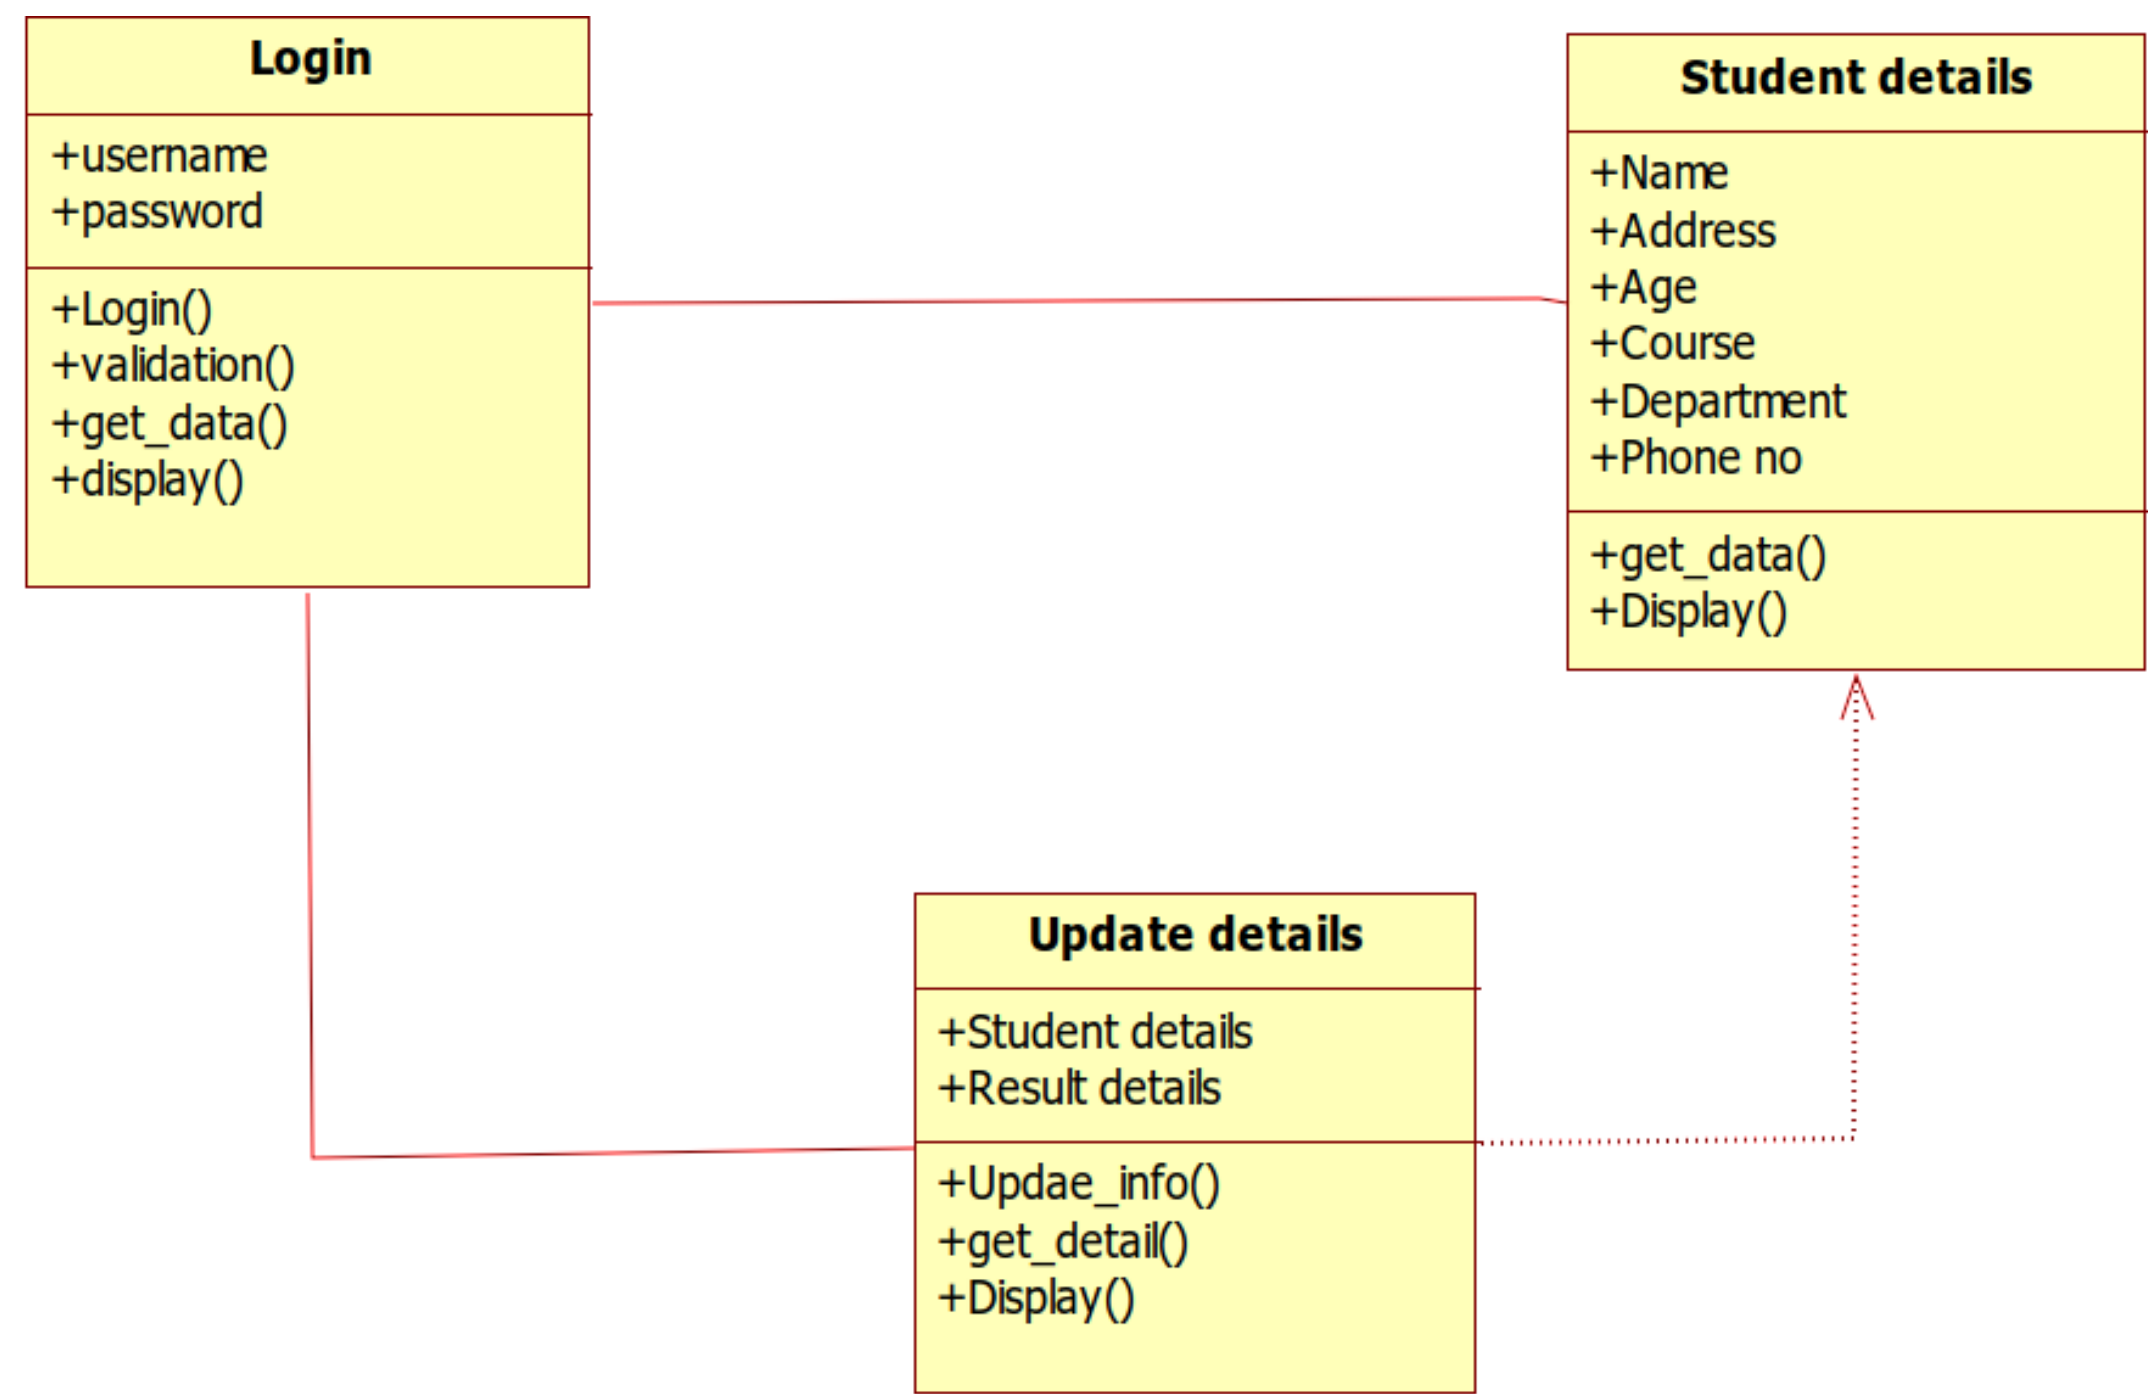 Login
+username
+password
+Login()
+validation()
+get_data()
+display()
Student details
+Name
+Address
+Age
+Course
+Department
+Phone no
+get_data()
+Display()
Update details
+Student details
+Result details
+Updae_info()
+get_detail()
+Display()